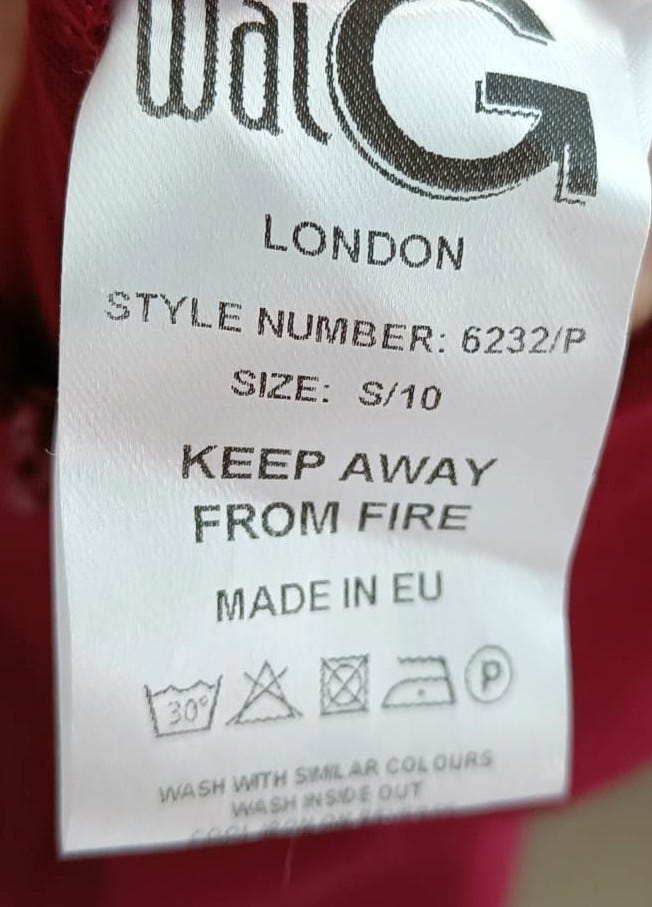 WalG
LONDON
STYLE NUMBER: 6232/P
SIZE: S/10
KEEP AWAY
FROM FIRE
MADE IN EU
30° P
WASH WITH SIMILAR COLOURS
WASH INSIDE OUT